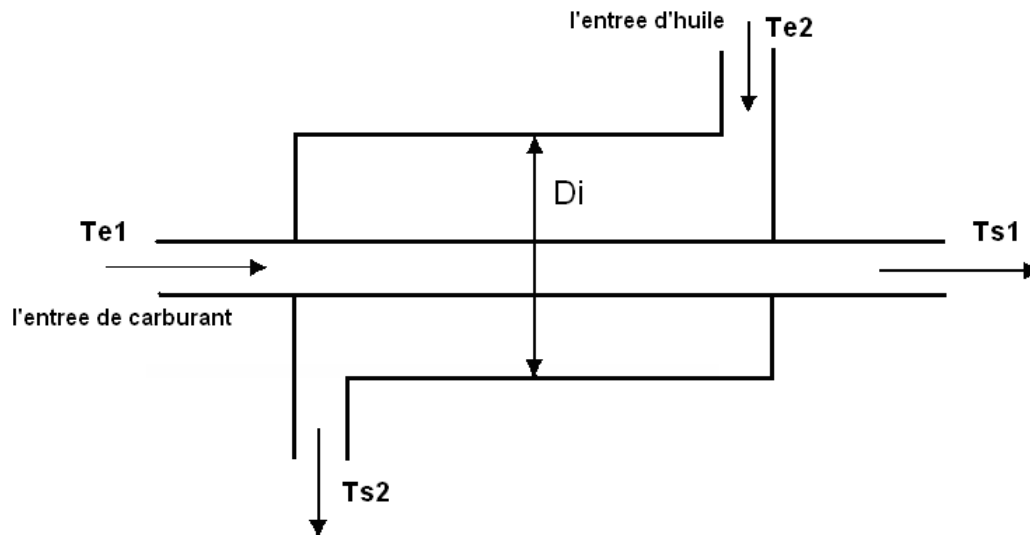 l'entree d'huile
Te2
Di
Te1
Ts1
l'entree de carburant
Ts2